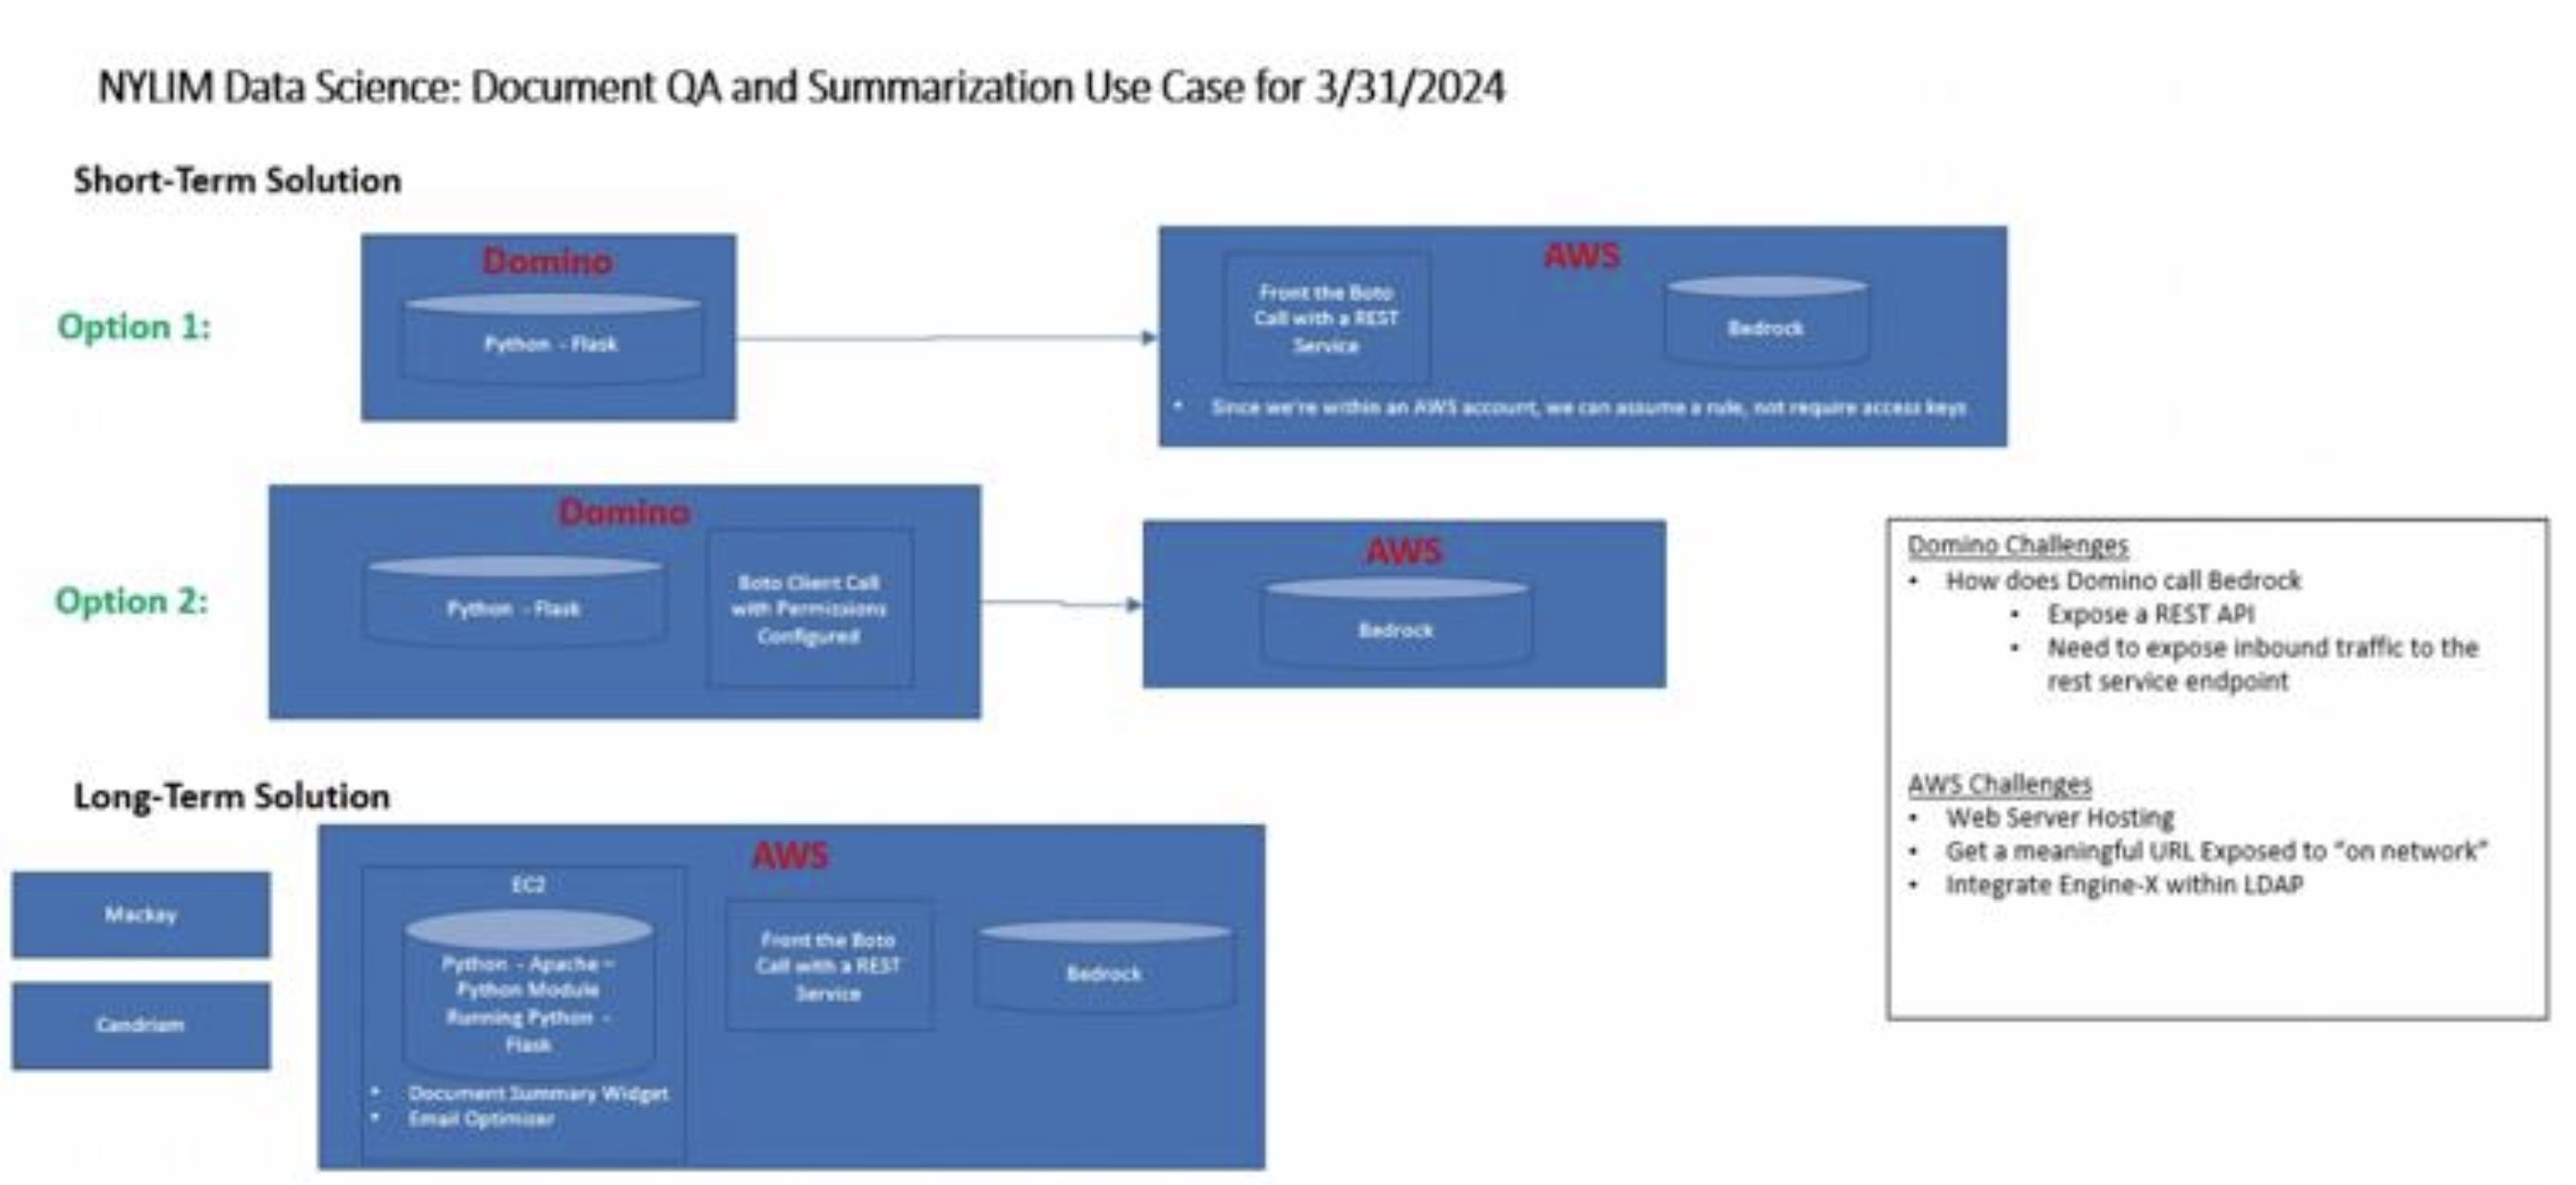 NYLIM Data Science: Document QA and Summarization Use Case for 3/31/2024
Short-Term Solution
Option 1:
Domino
Python - Flask
AWS
Front the Boto
Call with a REST
Service
Bedrock
• Since we're within an AWS account, we can assume a rule, not require access keys
Option 2:
Domino
Python - Flask
Boto Client Call
with Permissions
Configured
AWS
Bedrock
Domino Challenges
• How does Domino call Bedrock
• Expose a REST API
• Need to expose inbound traffic to the
rest service endpoint
AWS Challenges
• Web Server Hosting
• Get a meaningful URL Exposed to "on network"
• Integrate Engine-X within LDAP
Long-Term Solution
Mackay
Candriam
AWS
EC2
Python - Apache –
Python Module
Running Python -
Flask
• Document Summary Widget
• Email Optimizer
Front the Boto
Call with a REST
Service
Bedrock